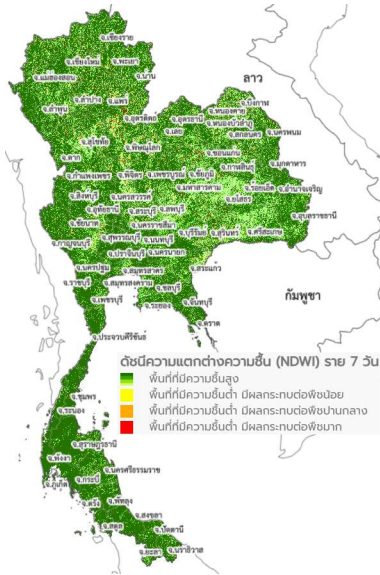 จ.เชียงราย
จ.เชียงใหม่
จ.พะเยา
จ.แม่ฮ่องสอน
จ.น่าน
ลาว
จ.ลำปาง
จ.แพร่
จ.บึงกาฬ
จ.ลำพูน
จ.อุตรดิตถ์
จ.อุดรธานี
จ.หนองคาย
จ.หนองบัวลำภู
จ.นครพนม
จ.สุโขทัย
จ.เลย
จ.สกลนคร
จ.ตาก
จ.พิษณุโลก
จ.ขอนแก่น
จ.มุกดาหาร
จ.กำแพงเพชร
จ.พิจิตร
จ.เพชรบูรณ์
จ.ชัยภูมิ
จ.กาฬสินธุ์
จ.มหาสารคาม
จ.ร้อยเอ็ด
จ.อำนาจเจริญ
จ.สิงห์บุรี
จ.นครสวรรค์
จ.ยโสธร
จ.อุทัยธานี
จ.สระบุรี
จ.ลพบุรี
จ.อุบลราชธานี
จ.ชัยนาท
จ.นครราชสีมา
จ.สุพรรณบุรี
จ.นนทบุรี
จ.บุรีรัมย์
จ.สุรินทร์
จ.ศรีสะเกษ
จ.กาญจนบุรี
จ.ปราจีนบุรี
จ.นครนายก
จ.นครปฐม
จ.สมุทรสาคร
จ.สระแก้ว
จ.ราชบุรี
จ.สมุทรสงคราม
จ.ชลบุรี
กัมพูชา
จ.เพชรบุรี
จ.ระยอง
จ.จันทบุรี
จ.ตราด
จ.ประจวบคีรีขันธ์
ดัชนีความแตกต่างความชื้น (NDWI) ราย 7 วัน
พื้นที่ที่มีความชื้นสูง
พื้นที่ที่มีความชื้นต่ำ มีผลกระทบต่อพืชน้อย
พื้นที่ที่มีความชื้นต่ำ มีผลกระทบต่อพืชปานกลาง
พื้นที่ที่มีความชื้นต่ำ มีผลกระทบต่อพืชมาก
จ.ชุมพร
จ.ระนอง
จ.สุราษฎร์ธานี
จ.พังงา
จ.นครศรีธรรมราช
จ.ภูเก็ต
จ.กระบี่
จ.ตรัง
จ.พัทลุง
จ.สงขลา
จ.สตูล
จ.ปัตตานี
จ.ยะลา
จ.นราธิวาส